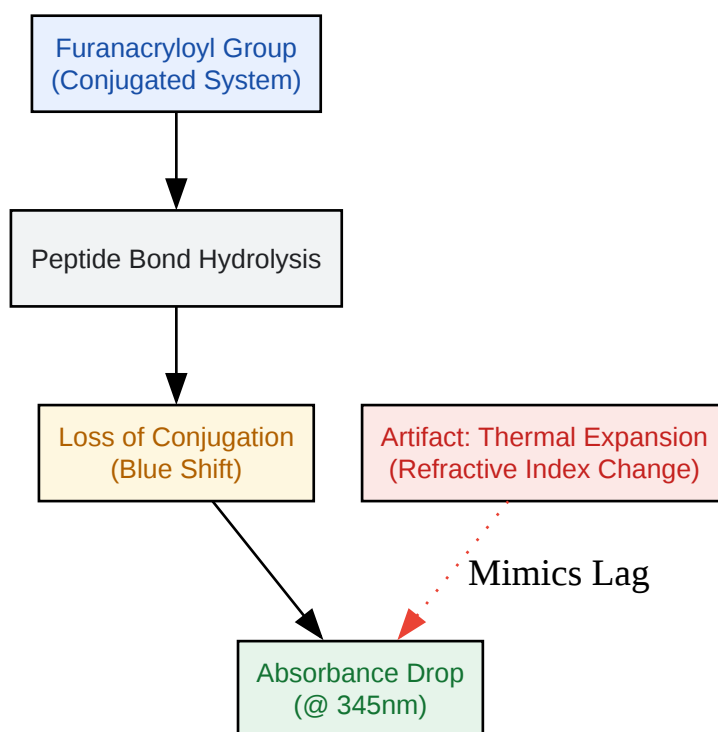 Furanacryloyl Group
(Conjugated System)
Peptide Bond Hydrolysis
Loss of Conjugation
(Blue Shift)
Artifact: Thermal Expansion
(Refractive Index Change)
Mimics Lag
Absorbance Drop
(@ 345nm)